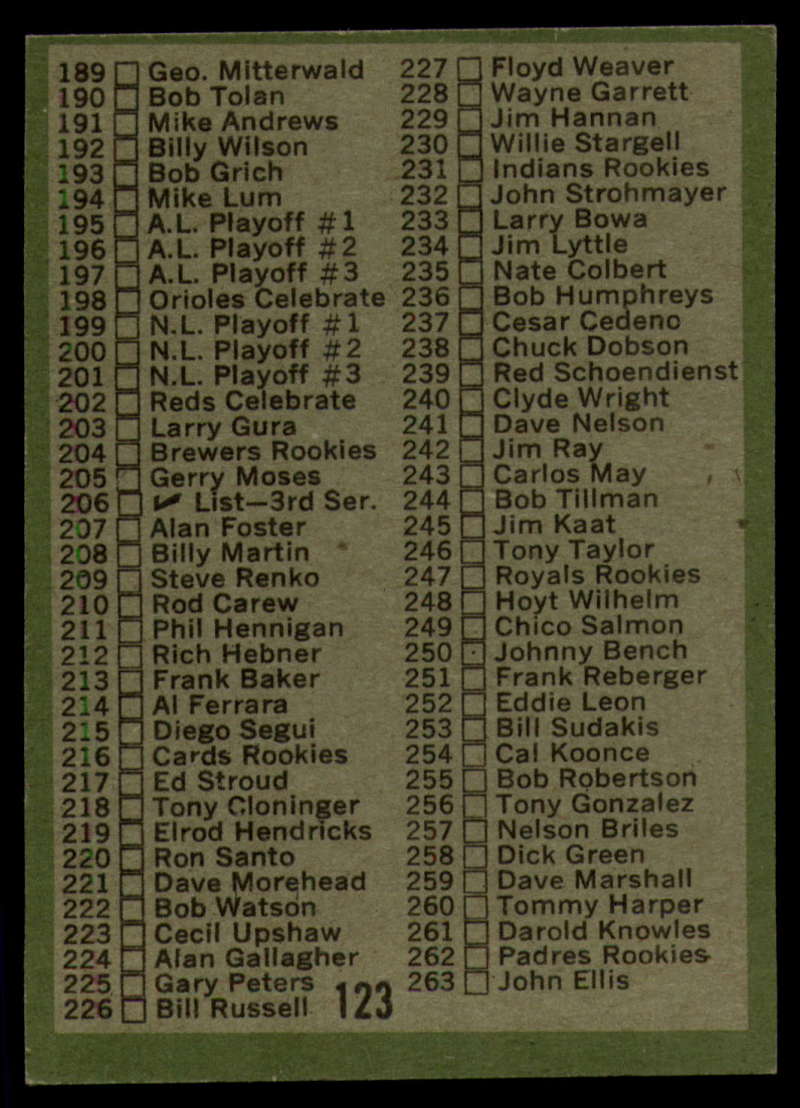 189 Geo. Mitterwald
190 Bob Tolan
191 Mike Andrews
192 Billy Wilson
193 Bob Grich
194 Mike Lum
195 A.L. Playoff #1
196 A.L. Playoff #2
197 A.L. Playoff #3
198 Orioles Celebrate
199 N.L. Playoff #1
200 N.L. Playoff #2
201 N.L. Playoff #3
202 Reds Celebrate
203 Larry Gura
204 Brewers Rookies
205 Gerry Moses
206 ✔ List—3rd Ser.
207 Alan Foster
208 Billy Martin
209 Steve Renko
210 Rod Carew
211 Phil Hennigan
212 Rich Hebner
213 Frank Baker
214 Al Ferrara
215 Diego Segui
216 Cards Rookies
217 Ed Stroud
218 Tony Cloninger
219 Elrod Hendricks
220 Ron Santo
221 Dave Morehead
222 Bob Watson
223 Cecil Upshaw
224 Alan Gallagher
225 Gary Peters
226 Bill Russell
227 Floyd Weaver
228 Wayne Garrett
229 Jim Hannan
230 Willie Stargell
231 Indians Rookies
232 John Strohmayer
233 Larry Bowa
234 Jim Lyttle
235 Nate Colbert
236 Bob Humphreys
237 Cesar Cedeno
238 Chuck Dobson
239 Red Schoendienst
240 Clyde Wright
241 Dave Nelson
242 Jim Ray
243 Carlos May
244 Bob Tillman
245 Jim Kaat
246 Tony Taylor
247 Royals Rookies
248 Hoyt Wilhelm
249 Chico Salmon
250 Johnny Bench
251 Frank Reberger
252 Eddie Leon
253 Bill Sudakis
254 Cal Koonce
255 Bob Robertson
256 Tony Gonzalez
257 Nelson Briles
258 Dick Green
259 Dave Marshall
260 Tommy Harper
261 Darold Knowles
262 Padres Rookies
263 John Ellis
123